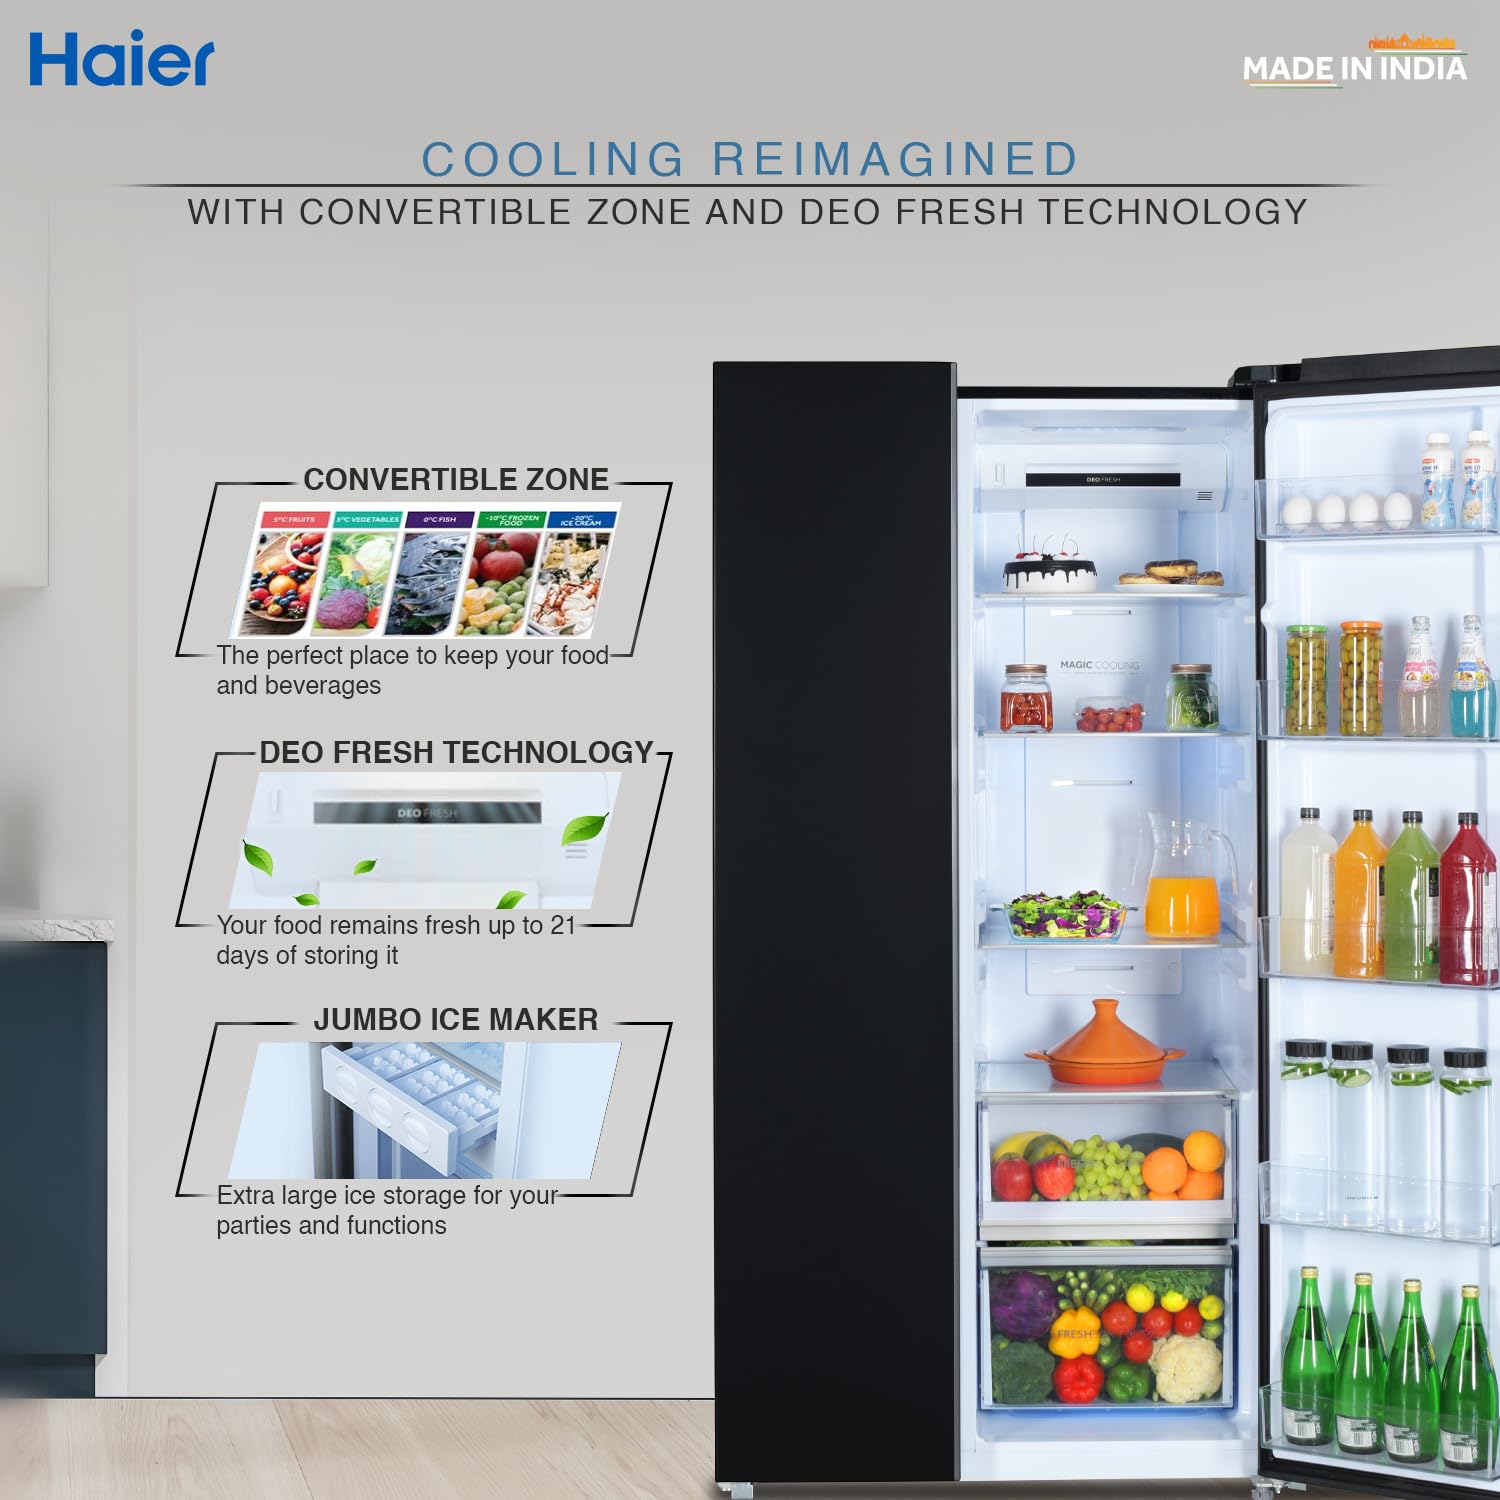 Haier
MADE IN INDIA
COOLING REIMAGINED
WITH CONVERTIBLE ZONE AND DEO FRESH TECHNOLOGY
CONVERTIBLE ZONE
5°C FRUITS
3°C VEGETABLES
0°C FISH
-10°C FROZEN
FOOD
-20°C
ICE CREAM
The perfect place to keep your food
and beverages
DEO FRESH TECHNOLOGY
DEO FRESH
Your food remains fresh up to 21
days of storing it
JUMBO ICE MAKER
Extra large ice storage for your
parties and functions
DEO FRESH
MAGIC COOLING
FRESH